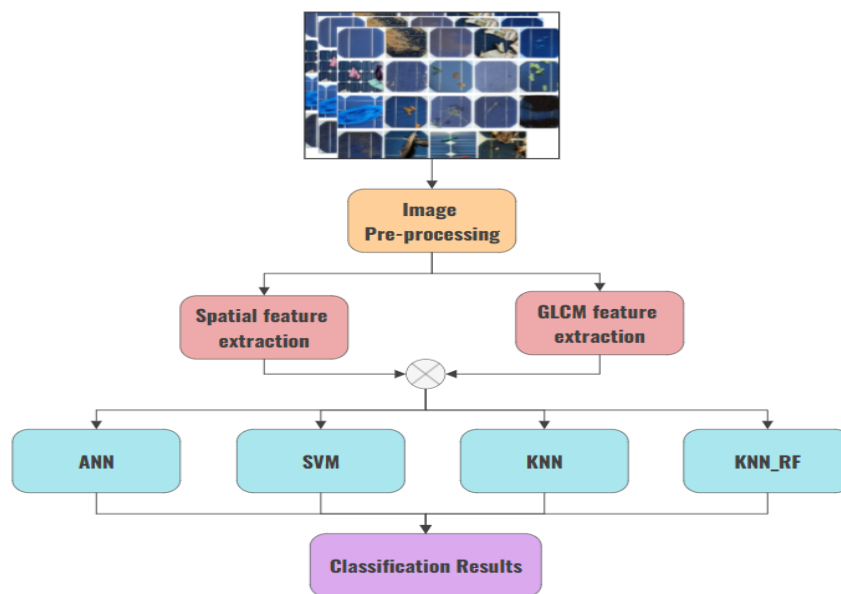 Image
Pre-processing
Spatial feature
extraction
GLCM feature
extraction
ANN
SVM
KNN
KNN_RF
Classification Results